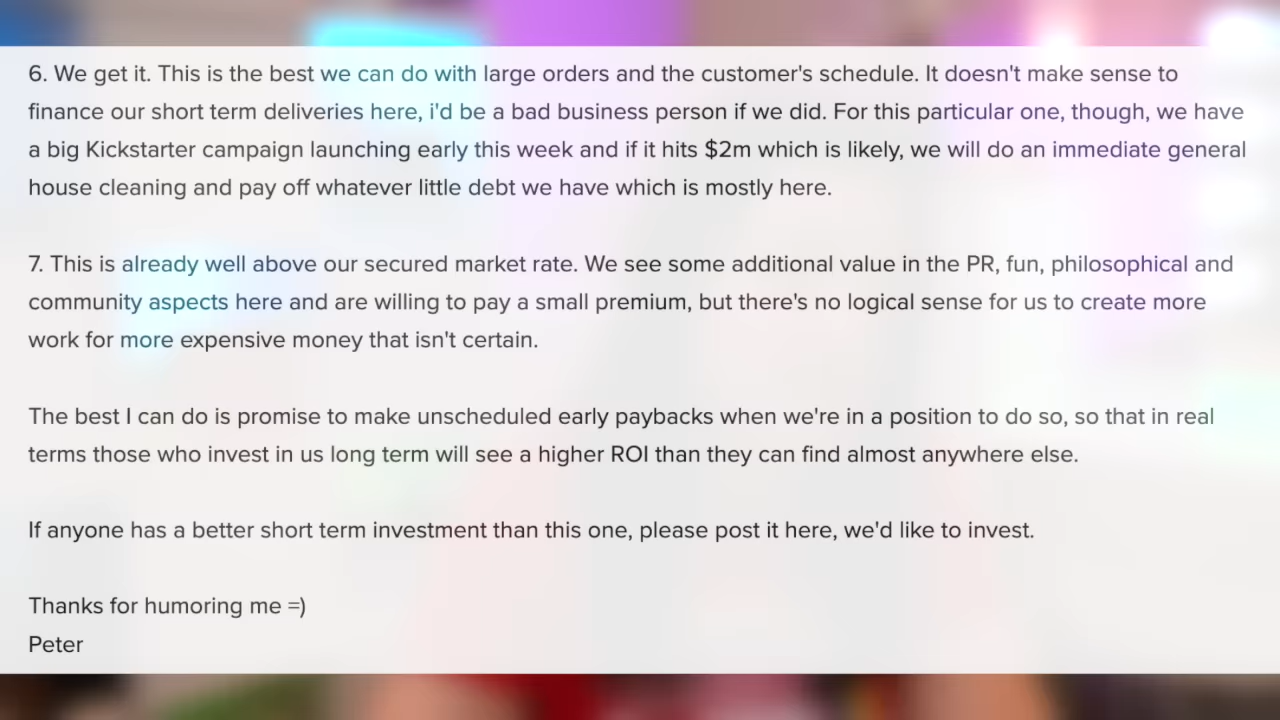 6. We get it. This is the best we can do with large orders and the customer's schedule. It doesn't make sense to
finance our short term deliveries here, i'd be a bad business person if we did. For this particular one, though, we have
a big Kickstarter campaign launching early this week and if it hits $2m which is likely, we will do an immediate general
house cleaning and pay off whatever little debt we have which is mostly here.
7. This is already well above our secured market rate. We see some additional value in the PR, fun, philosophical and
community aspects here and are willing to pay a small premium, but there's no logical sense for us to create more
work for more expensive money that isn't certain.
The best I can do is promise to make unscheduled early paybacks when we're in a position to do so, so that in real
terms those who invest in us long term will see a higher ROI than they can find almost anywhere else.
If anyone has a better short term investment than this one, please post it here, we'd like to invest.
Thanks for humoring me =)
Peter